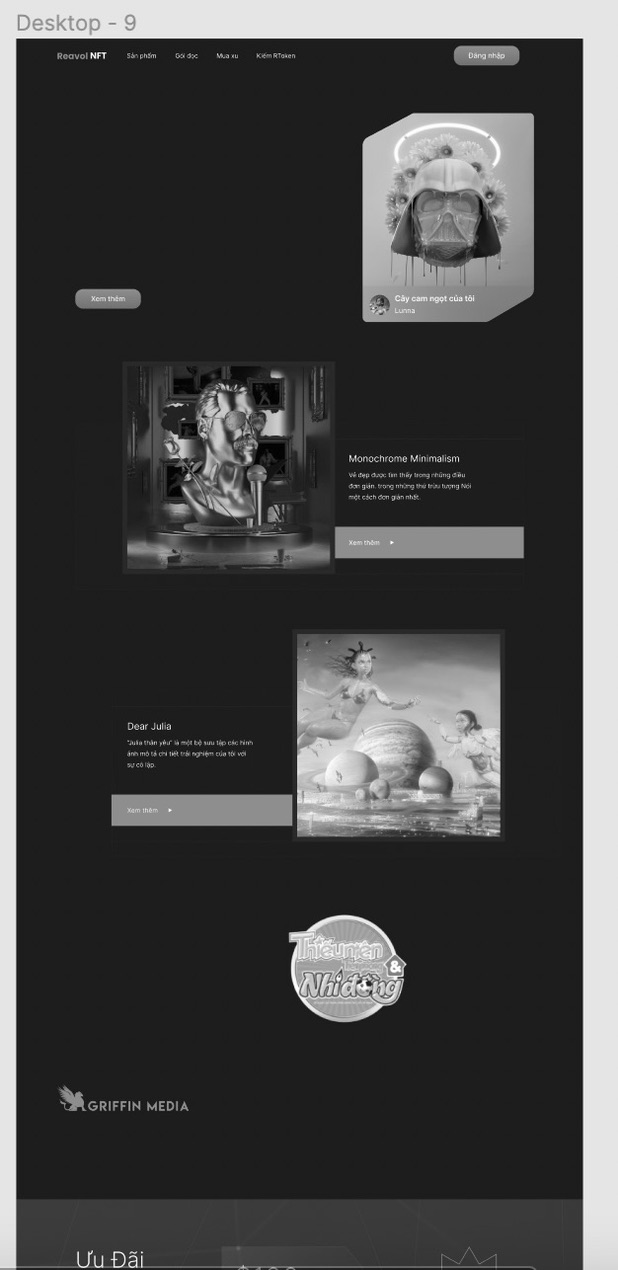 Desktop - 9
Reavol NFT
Sản phẩm
Gói đọc
Mua xu
Kiếm RToken
Đăng nhập
Xem thêm
Cây cam ngọt của tôi
Lunna
Monochrome Minimalism
Vẻ đẹp được tìm thấy trong những điều
đơn giản. trong những thứ trừu tượng Nói
một cách đơn giản nhất.
Xem thêm
Dear Julia
"Julia thân yêu" là một bộ sưu tập các hình
ảnh mô tả chi tiết trải nghiệm của tôi với
sự cô lập.
Xem thêm
Thiếu niên
&
Nhi đồng
GRIFFIN MEDIA
Ưu Đãi